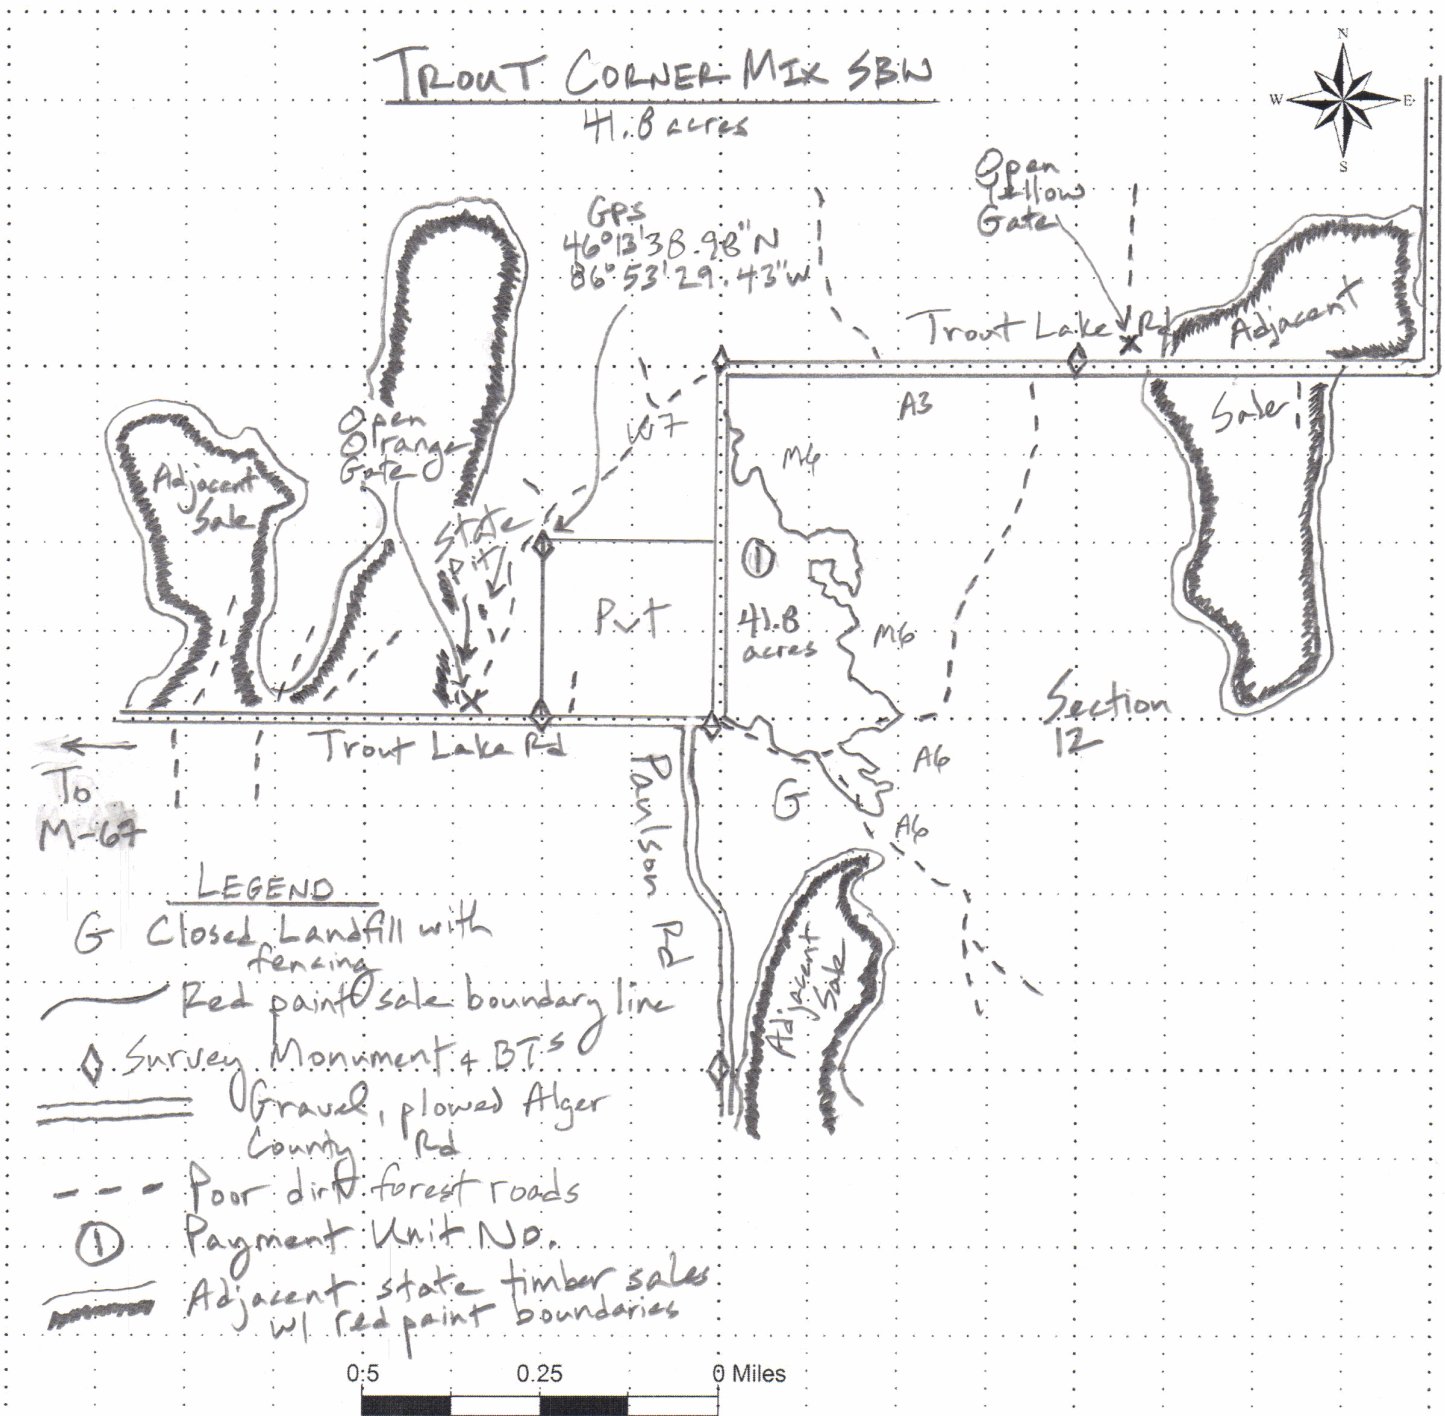 TROUT CORNER MIX SBW
41.8 acres
N
W E
S
Open
Yellow
Gate
Gps
46°13'38.98"N
86°53'29.43"W
Trout Lake Rd
Adjacent
Sale
A3
W7
M6
Open
Orange
Gate
Adjacent
Sale
State
pit
1
Pvt
41.8
acres
M6
Section
12
Trout Lake Rd
A6
To
M-67
G
Paulson Rd
A6
Adjacent
Sale
LEGEND
G Closed Landfill with
fencing
Red paint sale boundary line
Survey Monument & BT's
Gravel, plowed Alger
County Rd
Poor dirt forest roads
1 Payment Unit No.
Adjacent state timber sales
w/ red paint boundaries
0.5 0.25 0 Miles